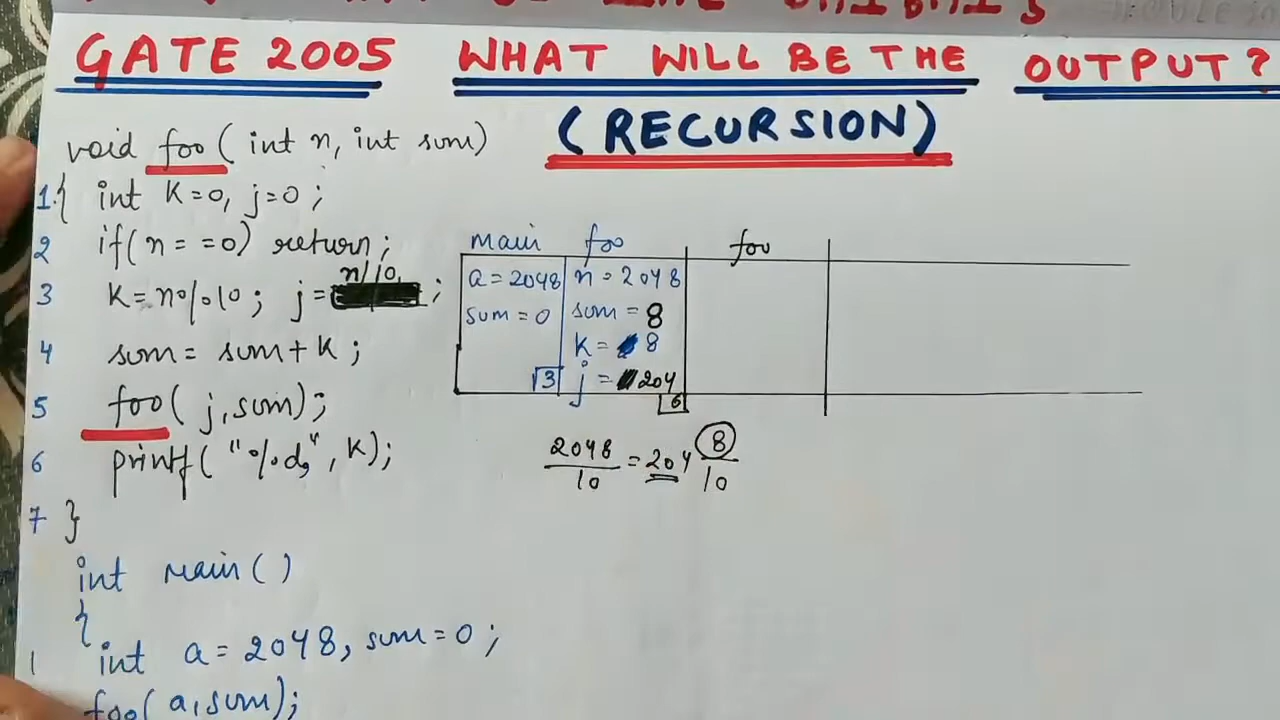 GATE 2005 WHAT WILL BE THE OUTPUT?
(RECURSION)
void foo( int n, int sum)
1 { int K=0, j=0 ;
2 if(n==0) return;
3 K=n%10; j=n/10 ;
4 sum= sum+K ;
5 foo( j,sum);
6 printf( "%d," , K);
7 }
int main( )
{
1 int a=2048, sum=0 ;
foo( a,sum);
main foo foo
a=2048 n=2048
sum=0 sum=8
K= 8
3 j = 204
6
2048/10 = 204 8/10